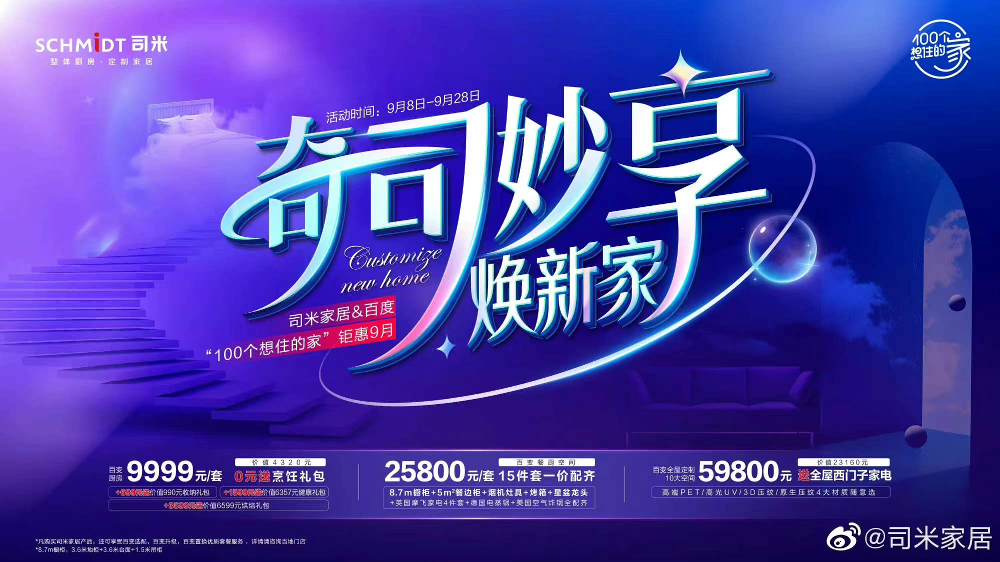 SCHMiDT 司米
整体厨房·定制家居
100个
想住的
家
活动时间：9月8日-9月28日
奇司妙享
焕新家
Customize
new home
司米家居&百度
“100个想住的家”钜惠9月
百变
厨房
9999元/套
价值4320元
0元送烹饪礼包
+699元送价值990元收纳礼包
+1599元送价值6357元健康礼包
+3599元送价值6599元烘焙礼包
25800元/套
百变餐厨空间
15件套一价配齐
8.7m橱柜+5m²餐边柜+烟机灶具+烤箱+星盆龙头
+英国摩飞家电4件套+德国电蒸锅+美国空气炸锅全配齐
百变全屋定制
10大空间
59800元
价值23160元
送全屋西门子家电
高端PET/高光UV/3D压纹/原生压纹4大材质随意选
*凡购买司米家居产品，还可享受百变选配，百变升级，百变置换优质套餐服务，详情请咨询当地门店
*8.7m橱柜：3.6米地柜+3.6米台面+1.5米吊柜
@司米家居